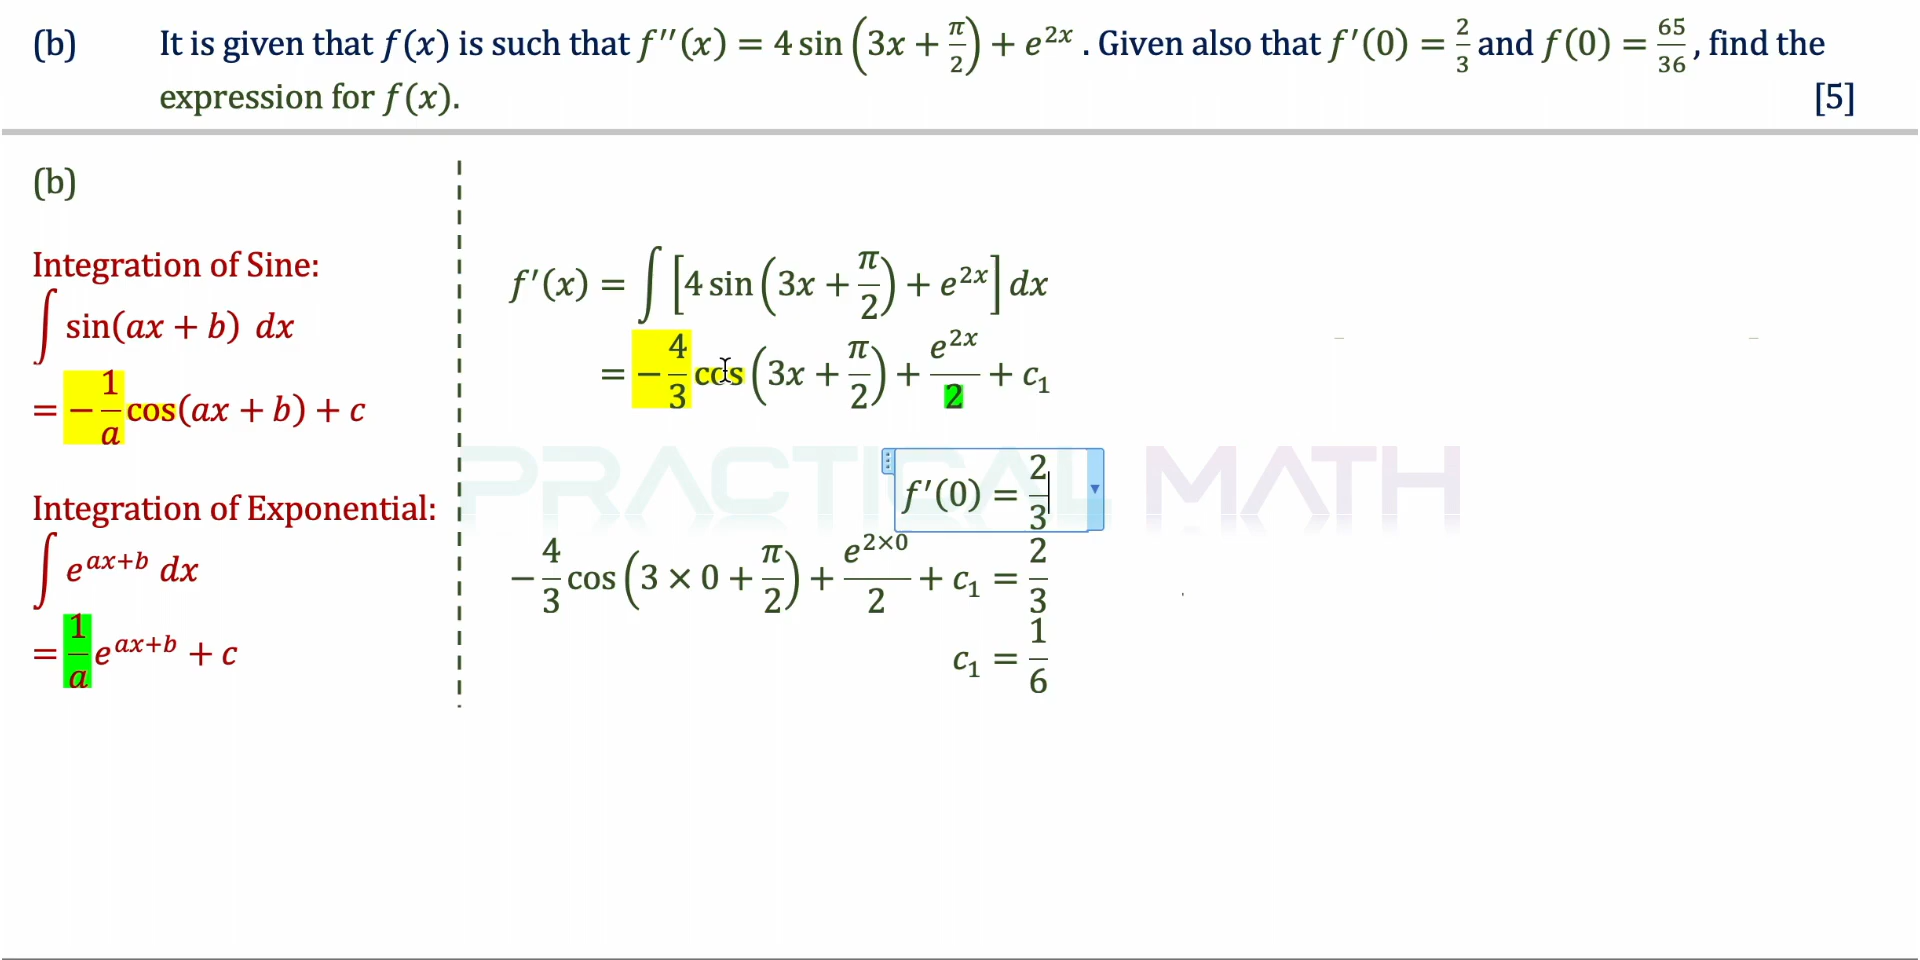 (b) It is given that f(x) is such that f''(x) = 4 sin(3x + π/2) + e^{2x} . Given also that f'(0) = 2/3 and f(0) = 65/36, find the
expression for f(x). [5]
(b)
Integration of Sine:
∫ sin(ax + b) dx
= −1/a cos(ax + b) + c
Integration of Exponential:
∫ e^{ax+b} dx
= 1/a e^{ax+b} + c
f'(x) = ∫ [4 sin(3x + π/2) + e^{2x}] dx
= −4/3 cos(3x + π/2) + e^{2x}/2 + c₁
f'(0) = 2/3
−4/3 cos(3 × 0 + π/2) + e^{2×0}/2 + c₁ = 2/3
c₁ = 1/6
PRACTICAL MATH